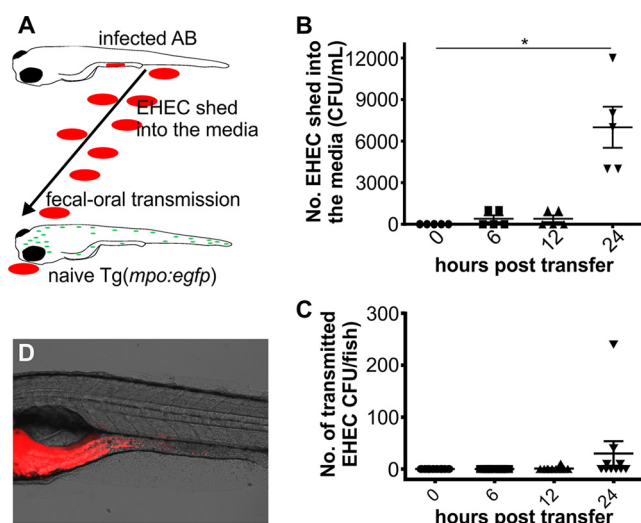 A
infected AB
EHEC shed
into the media
fecal-oral transmission
naive Tg(mpo:egfp)
B
No. EHEC shed into
the media (CFU/mL)
12000
9000
6000
3000
0
*
0
6
12
24
hours post transfer
D
C
No. of transmitted
EHEC CFU/fish)
300
200
100
0
0
6
12
24
hours post transfer